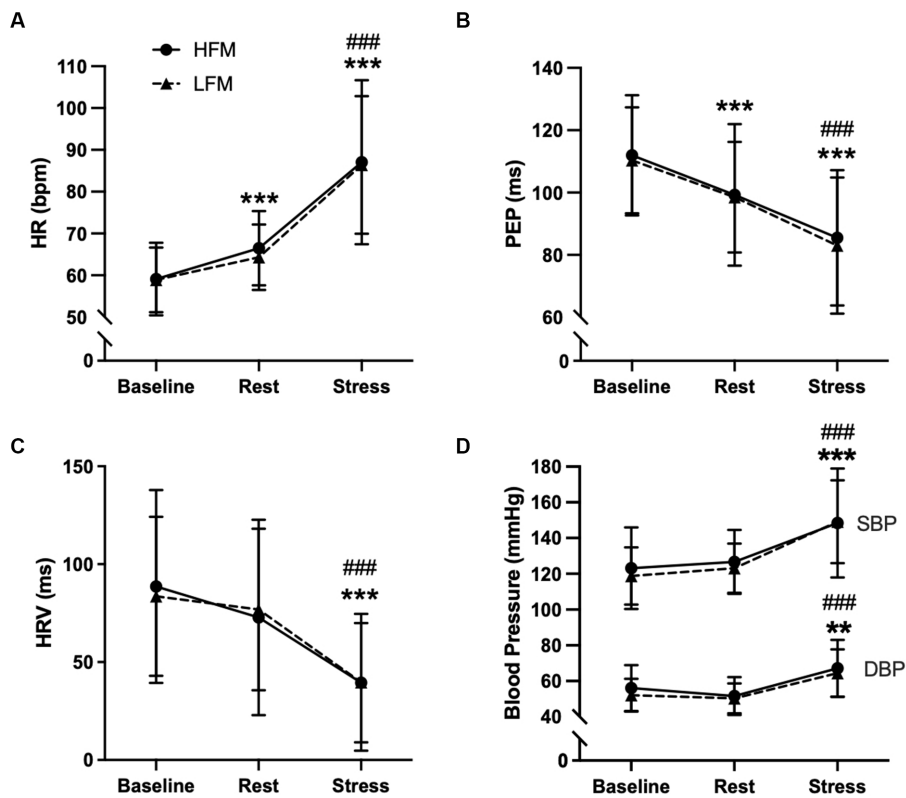 A
HFM
LFM
###
***
***
HR (bpm)
110
100
90
80
70
60
50
0
Baseline Rest Stress
B
***
###
***
PEP (ms)
140
120
100
80
60
0
Baseline Rest Stress
C
###
***
HRV (ms)
150
100
50
0
Baseline Rest Stress
D
###
***
SBP
###
**
DBP
Blood Pressure (mmHg)
180
160
140
120
100
80
60
40
0
Baseline Rest Stress